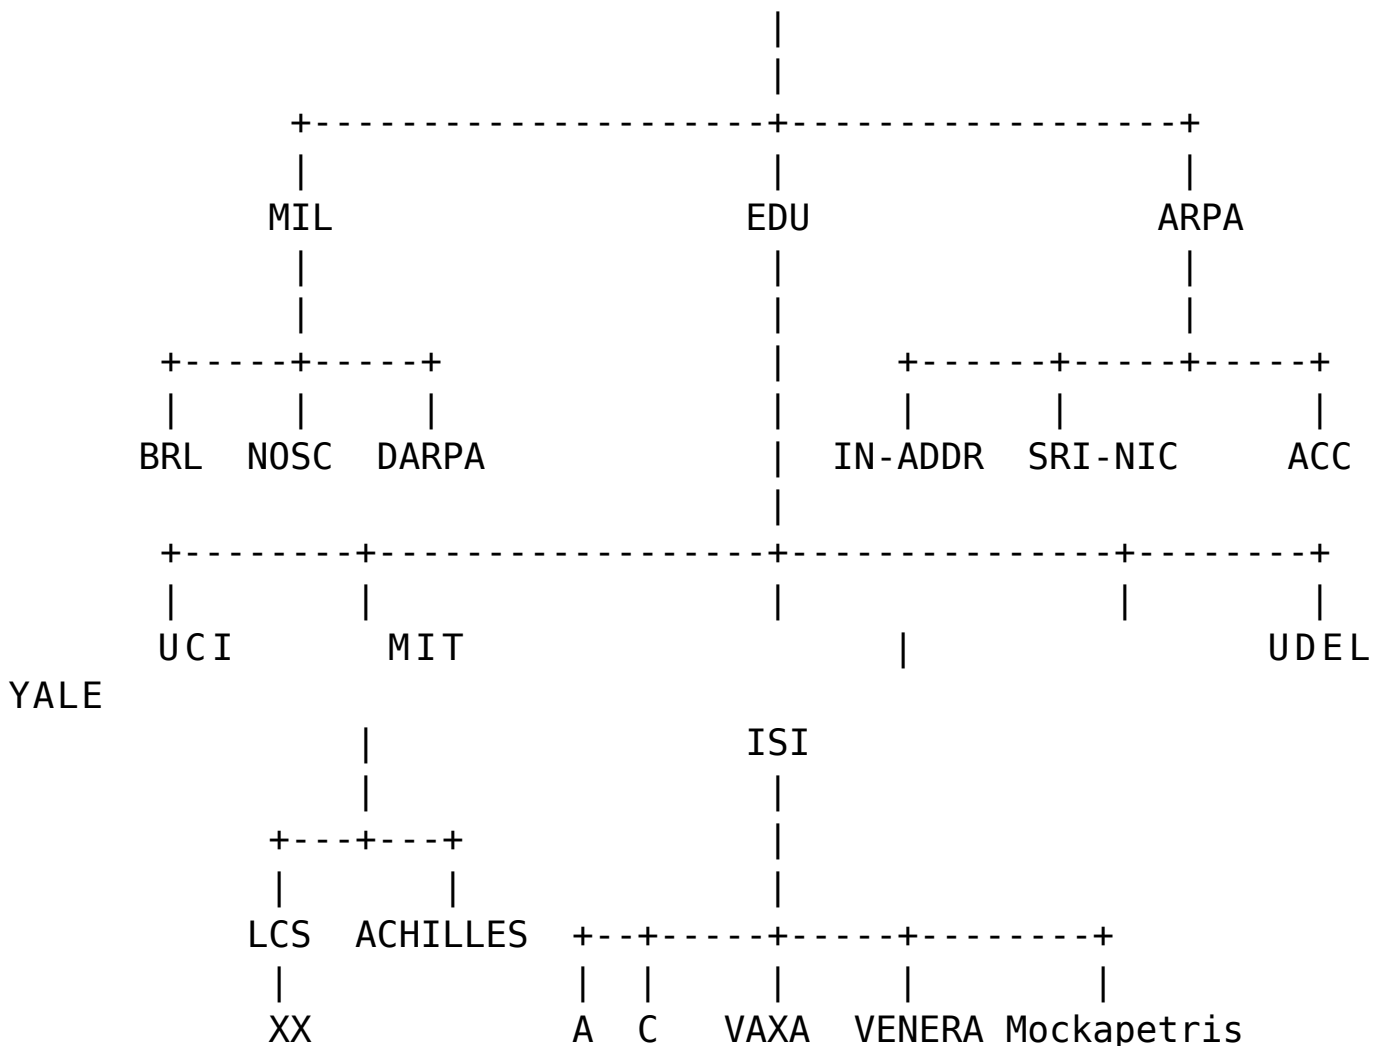 MIL EDU ARPA
BRL NOSC DARPA IN-ADDR SRI-NIC ACC
UCI MIT | UDEL
YALE
ISI
LCS ACHILLES
XX A C VAXA VENERA Mockapetris